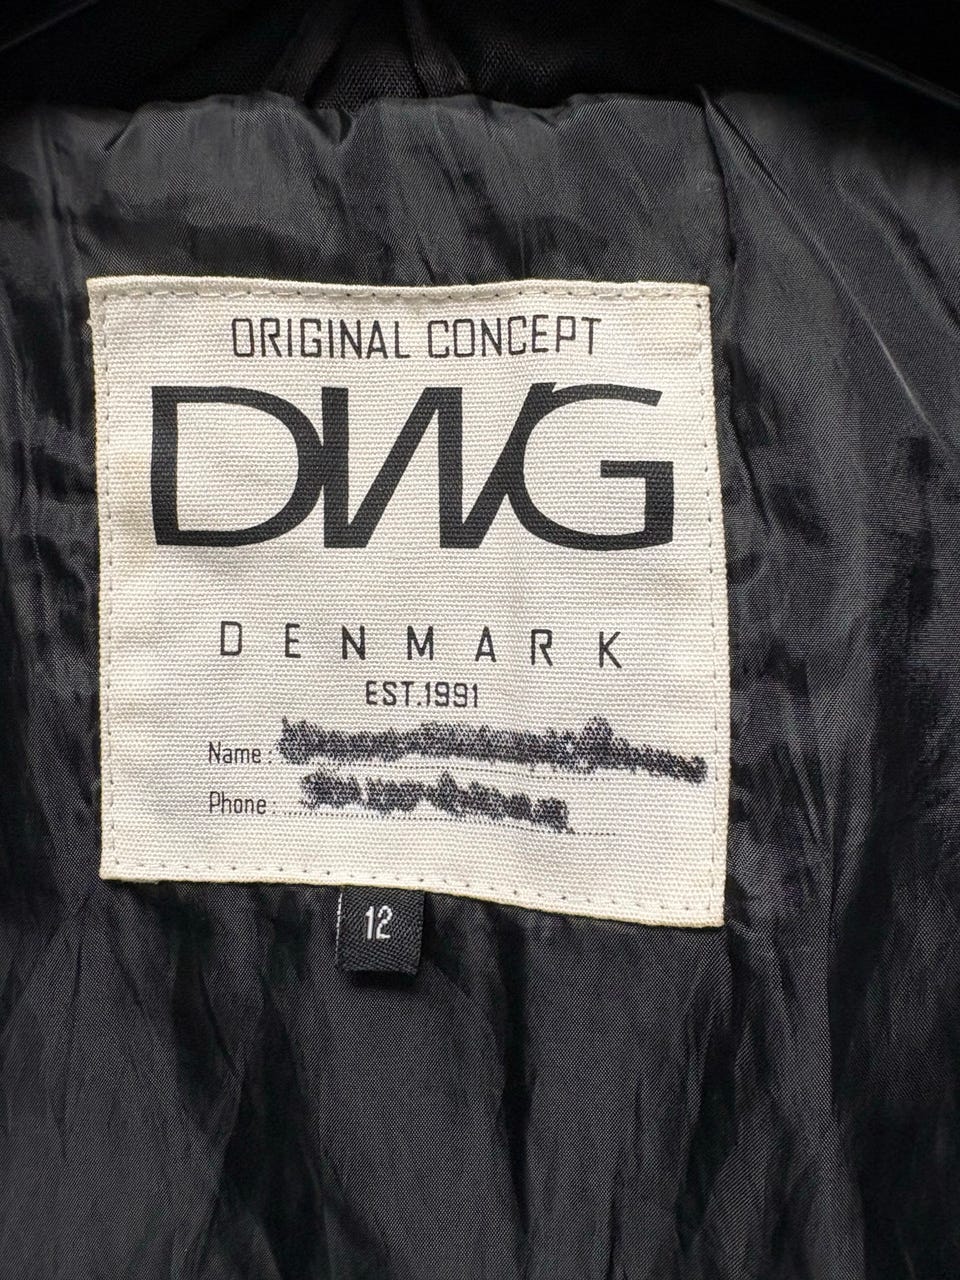 ORIGINAL CONCEPT
DWG
DENMARK
EST.1991
Name :
Phone :
12